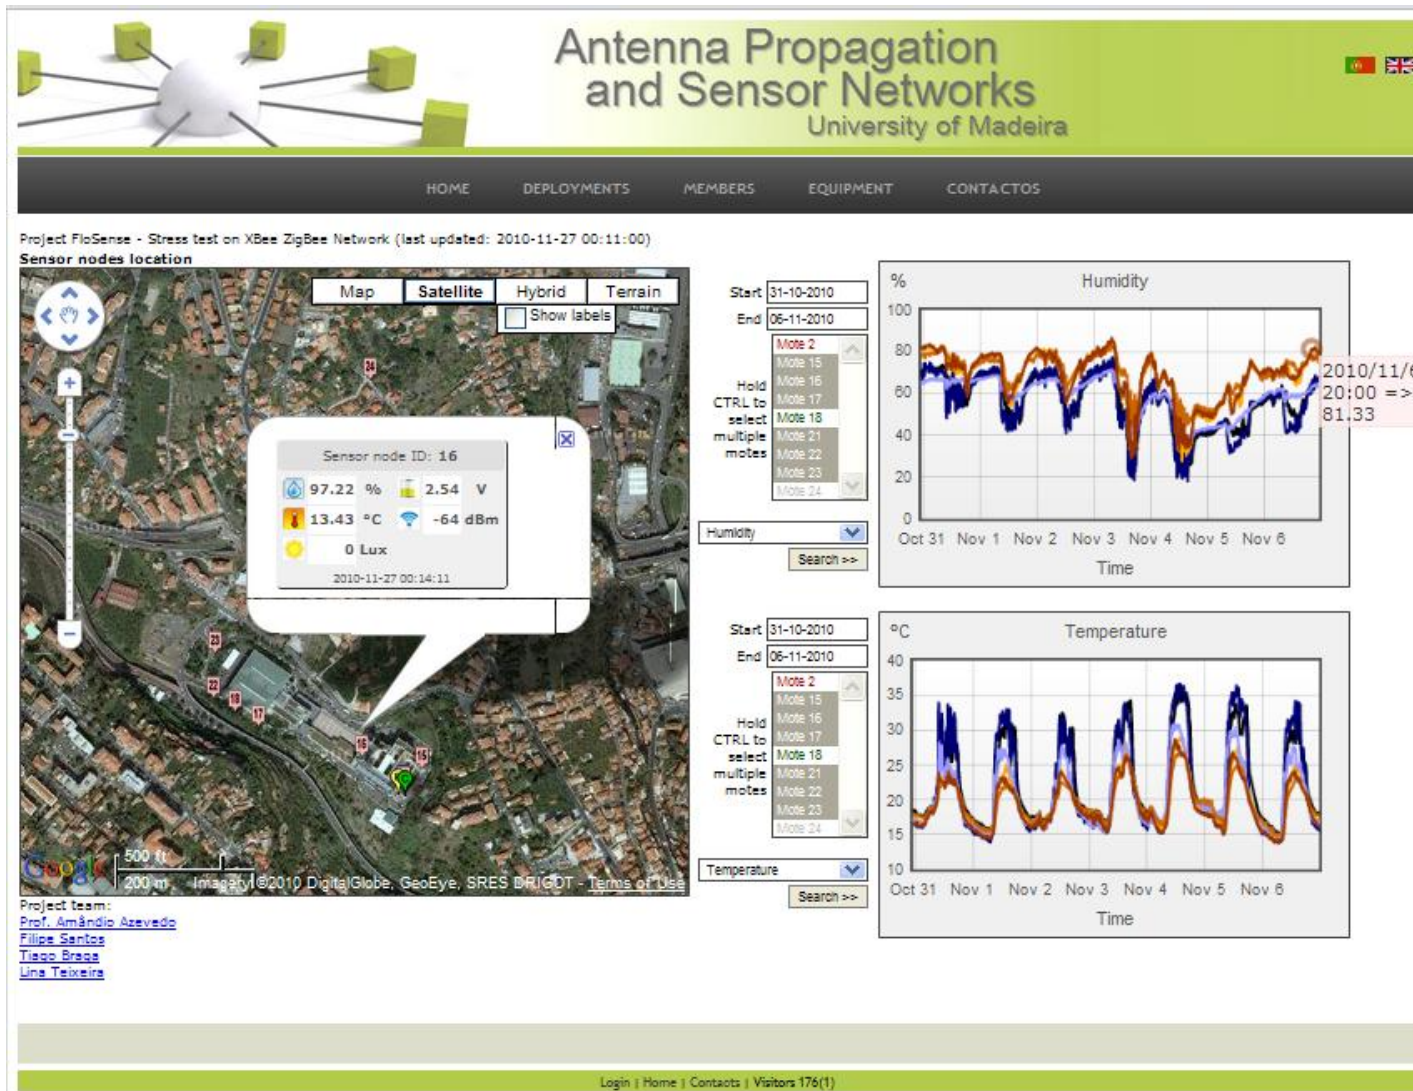 Antenna Propagation
and Sensor Networks
University of Madeira
HOME DEPLOYMENTS MEMBERS EQUIPMENT CONTACTOS
Project FloSense - Stress test on XBee ZigBee Network (last updated: 2010-11-27 00:11:00)
Sensor nodes location
Map Satellite Hybrid Terrain
Show labels
24
Sensor node ID: 16
97.22 % 2.54 V
13.43 °C -64 dBm
0 Lux
2010-11-27 00:14:11
23
22
18
17
16
15
Google
500 ft
200 m
Imagery ©2010 DigitalGlobe, GeoEye, SRES DRIGOT - Terms of Use
Project team:
Prof. Amândio Azevedo
Filipe Santos
Tiago Braga
Lina Teixeira
Start 31-10-2010
End 06-11-2010
Hold
CTRL to
select
multiple
motes
Mote 2
Mote 15
Mote 16
Mote 17
Mote 18
Mote 21
Mote 22
Mote 23
Mote 24
Humidity
Search >>
% Humidity
100
80
60
40
20
0
Oct 31 Nov 1 Nov 2 Nov 3 Nov 4 Nov 5 Nov 6
Time
2010/11/6
20:00 =>
81.33
Start 31-10-2010
End 06-11-2010
Hold
CTRL to
select
multiple
motes
Mote 2
Mote 15
Mote 16
Mote 17
Mote 18
Mote 21
Mote 22
Mote 23
Mote 24
Temperature
Search >>
°C Temperature
40
35
30
25
20
15
10
Oct 31 Nov 1 Nov 2 Nov 3 Nov 4 Nov 5 Nov 6
Time
Login | Home | Contacts | Visitors 176(1)